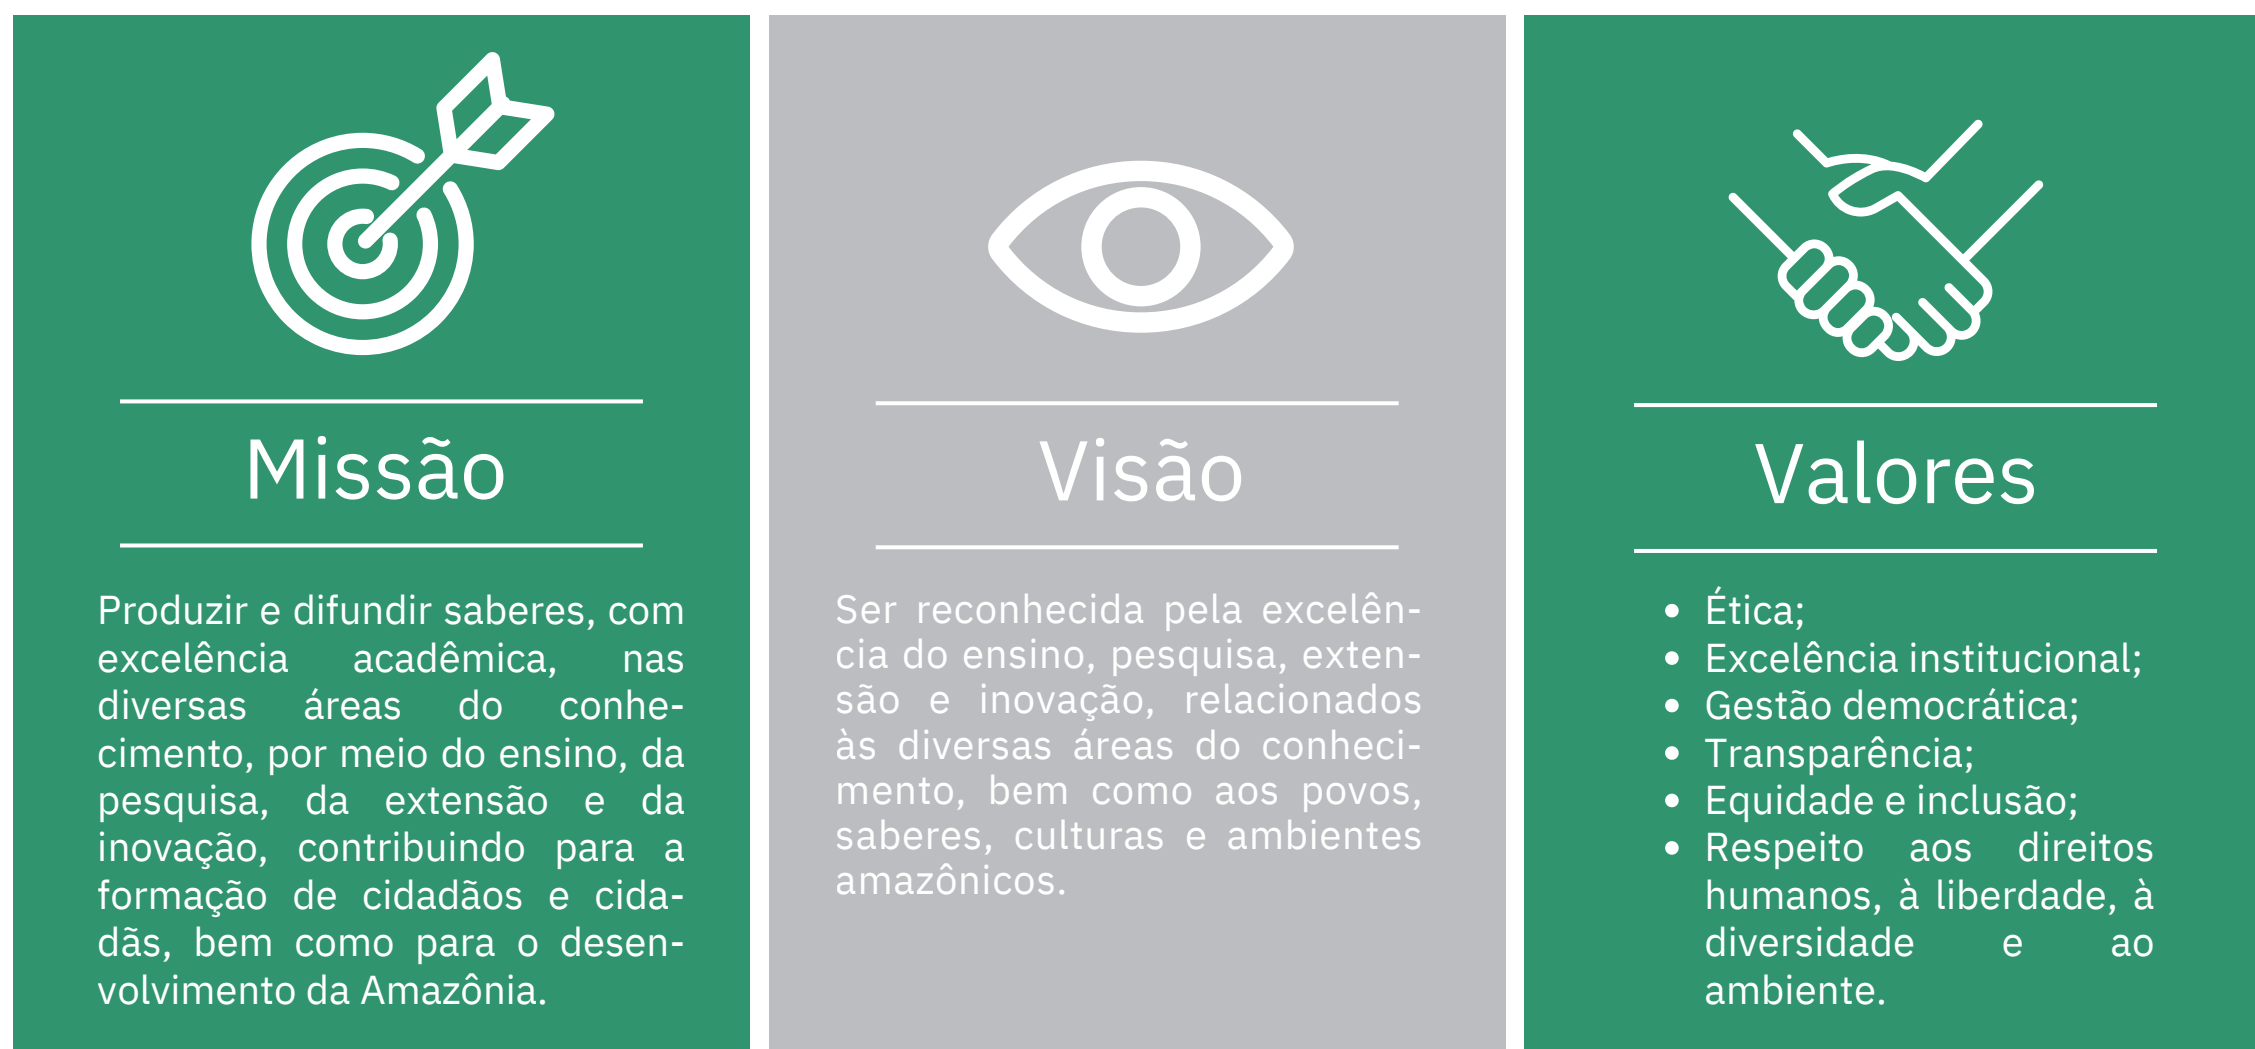 Missão
Produzir e difundir saberes, com
excelência acadêmica, nas
diversas áreas do conhe-
cimento, por meio do ensino, da
pesquisa, da extensão e da
inovação, contribuindo para a
formação de cidadãos e cida-
dãs, bem como para o desen-
volvimento da Amazônia.
Visão
Ser reconhecida pela excelên-
cia do ensino, pesquisa, exten-
são e inovação, relacionados
às diversas áreas do conheci-
mento, bem como aos povos,
saberes, culturas e ambientes
amazônicos.
Valores
• Ética;
• Excelência institucional;
• Gestão democrática;
• Transparência;
• Equidade e inclusão;
• Respeito aos direitos
humanos, à liberdade, à
diversidade e ao
ambiente.